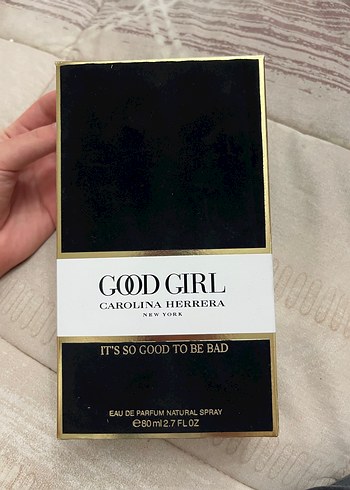 GOOD GIRL
CAROLINA HERRERA
NEW YORK
IT'S SO GOOD TO BE BAD
EAU DE PARFUM NATURAL SPRAY
℮80 ml 2.7 FL OZ